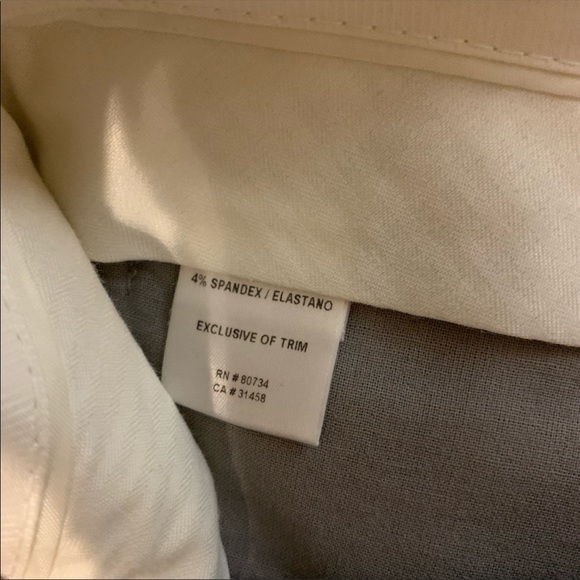 4% SPANDEX / ELASTANO
EXCLUSIVE OF TRIM
RN # 80734
CA # 31458